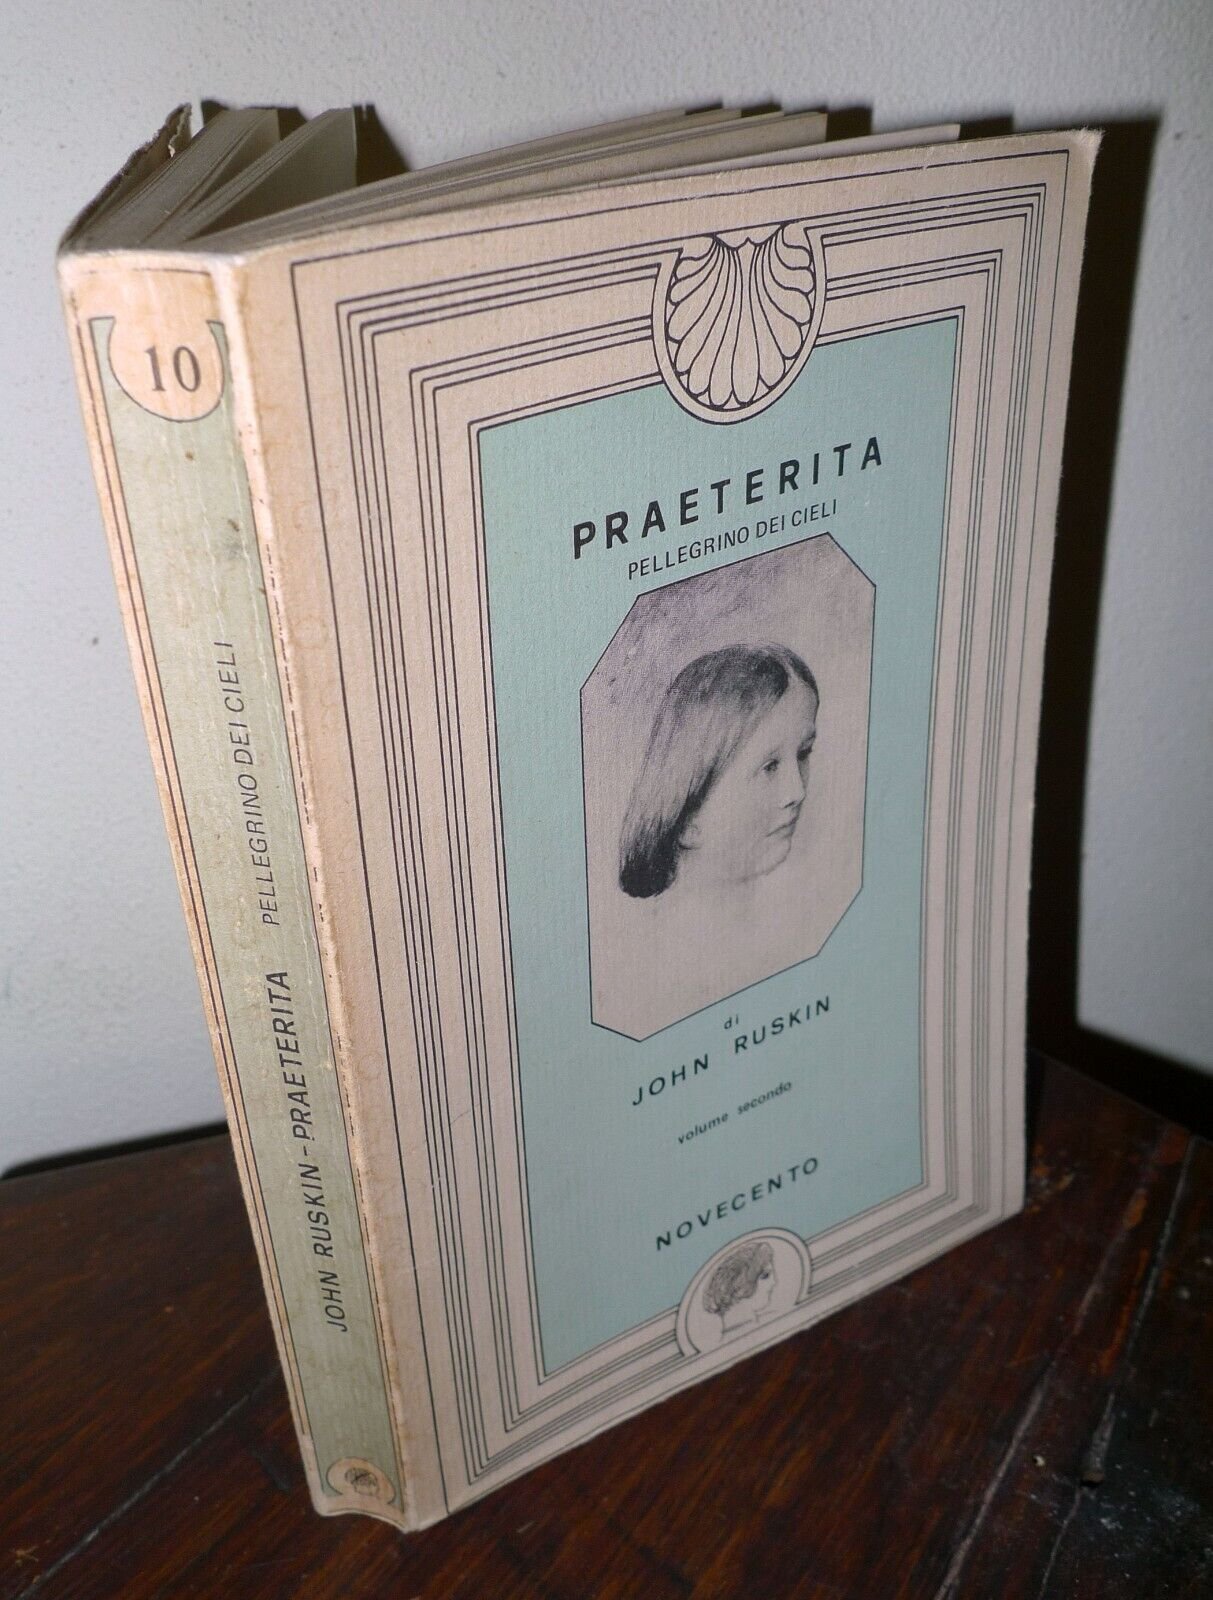 10
JOHN RUSKIN - PRAETERITA PELLEGRINO DEI CIELI
PRAETERITA
PELLEGRINO DEI CIELI
di
JOHN RUSKIN
volume secondo
NOVECENTO